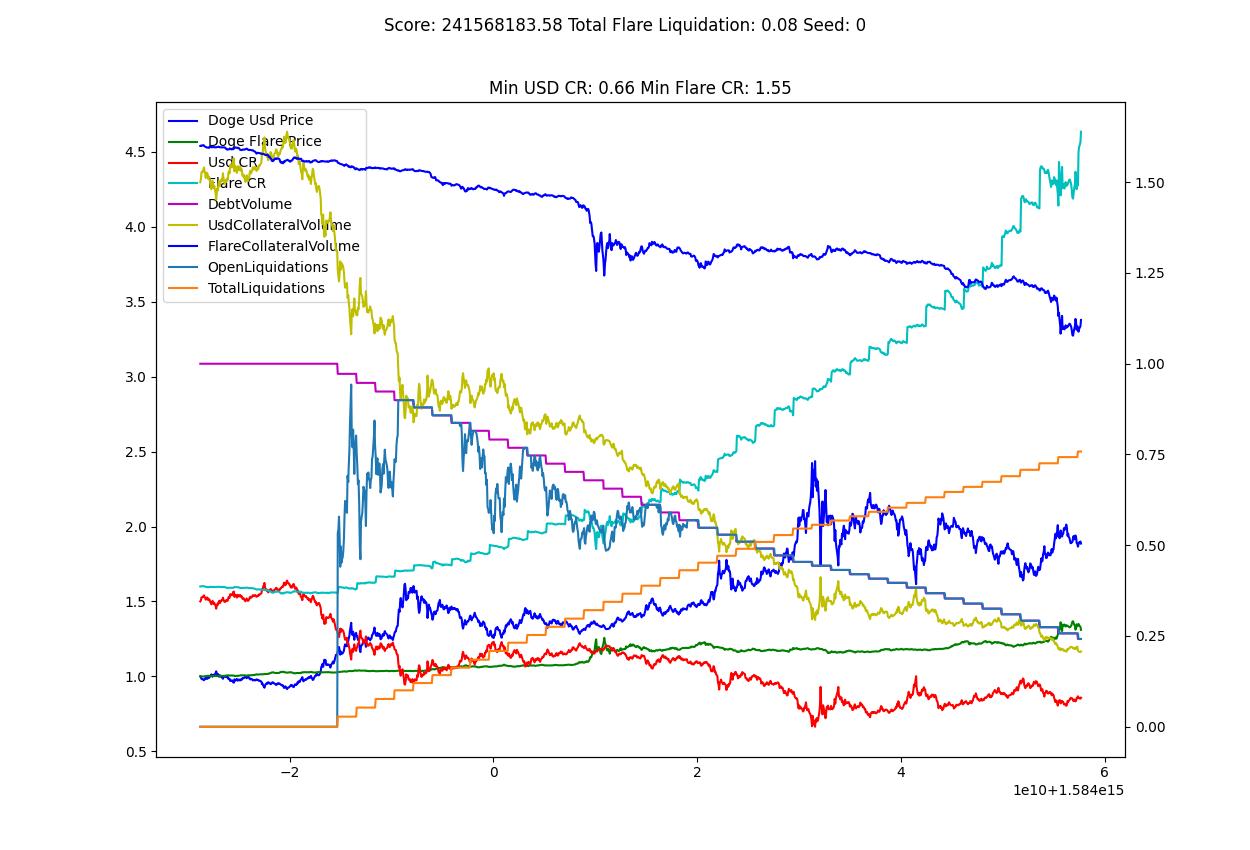 Score: 241568183.58 Total Flare Liquidation: 0.08 Seed: 0
Min USD CR: 0.66 Min Flare CR: 1.55
Doge Usd Price
Doge Flare Price
Usd CR
Flare CR
DebtVolume
UsdCollateralVolume
FlareCollateralVolume
OpenLiquidations
TotalLiquidations
4.5
4.0
3.5
3.0
2.5
2.0
1.5
1.0
0.5
1.50
1.25
1.00
0.75
0.50
0.25
0.00
−2
0
2
4
6
1e10+1.584e15